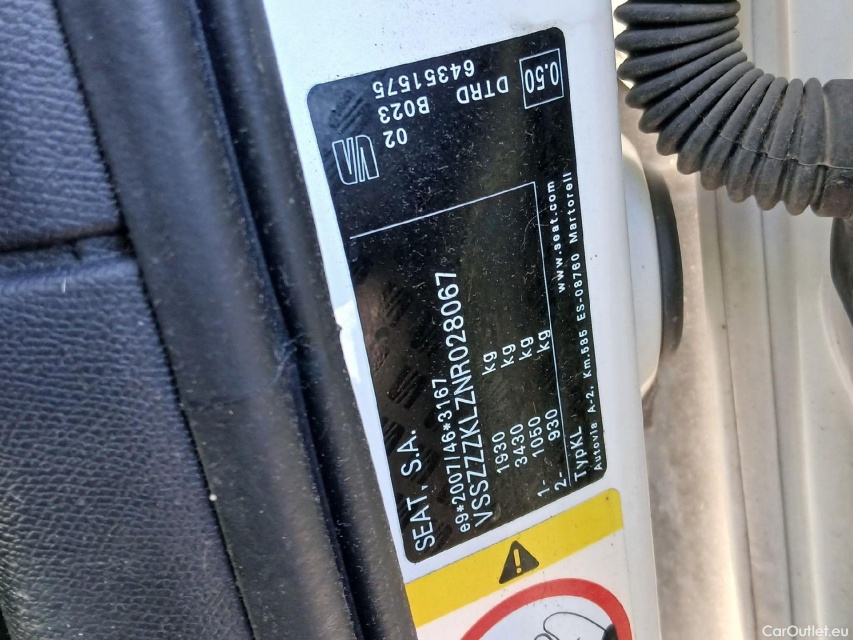 SEAT, S.A.
e9*2007/46*3167
VSSZZZKLZNR028067
1930 kg
3430 kg
1- 1050 kg
2- 930 kg
TypKL
www.seat.com
Autovia A-2, Km.585 ES-08760 Martorell
02
B023
64351575
DTRD
0.50
CarOutlet.eu